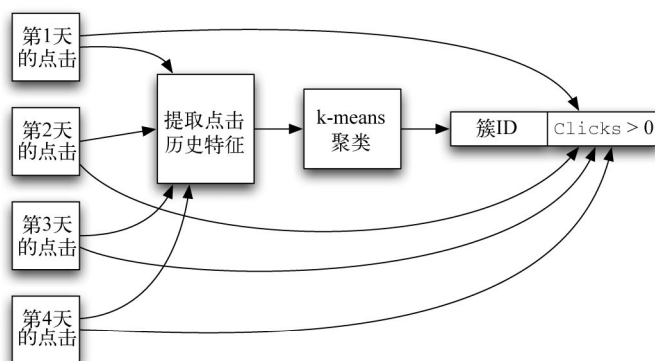 第1天
的点击
第2天
的点击
第3天
的点击
第4天
的点击
提取点击
历史特征
k-means
聚类
簇ID
Clicks > 0